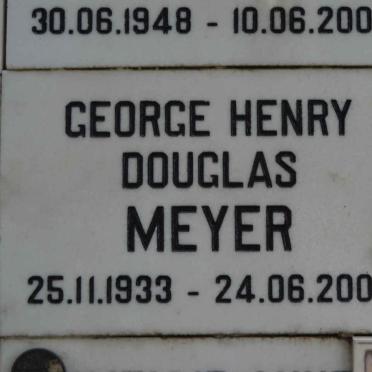 30.06.1948 - 10.06.200
GEORGE HENRY
DOUGLAS
MEYER
25.11.1933 - 24.06.200